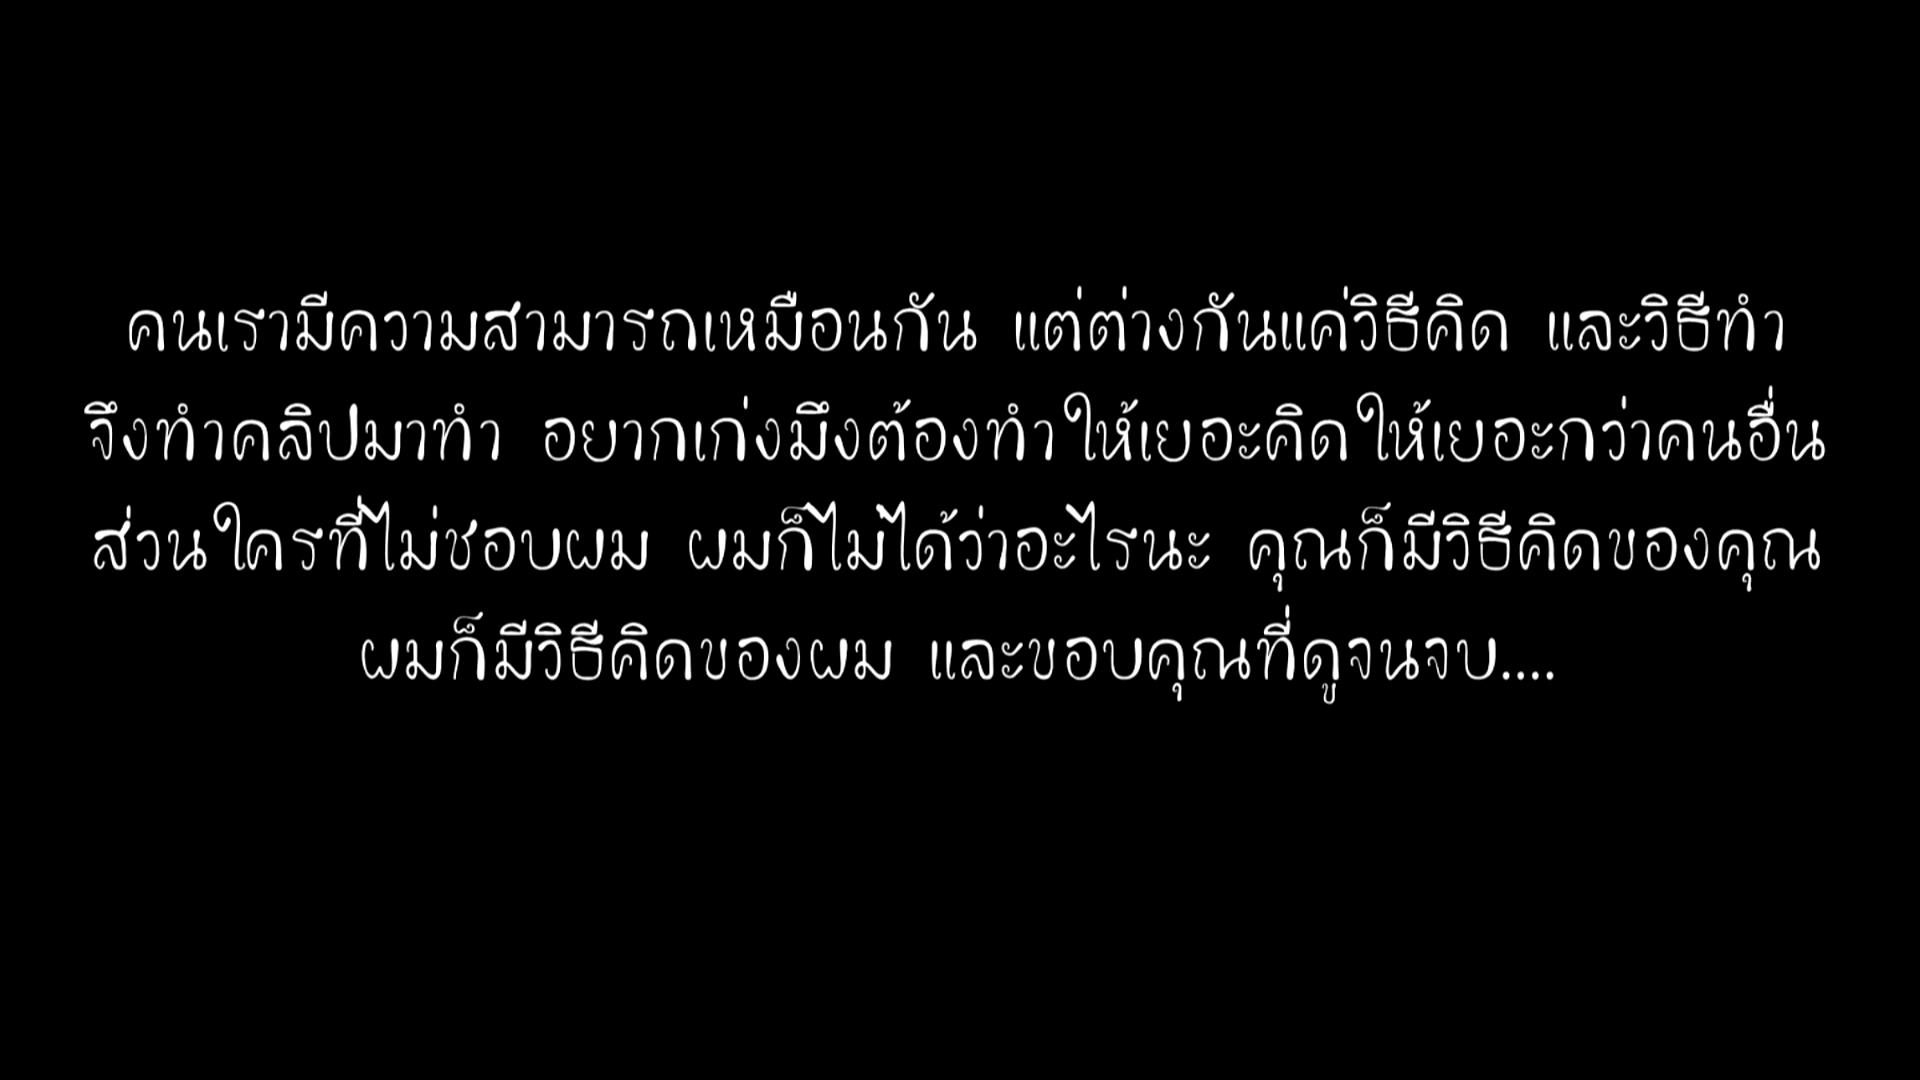 คนเรามีความสามารถเหมือนกัน แต่ต่างกันแค่วิธีคิด และวิธีทำ
จึงทำคลิปมาทำ อยากเก่งมึงต้องทำให้เยอะคิดให้เยอะกว่าคนอื่น
ส่วนใครที่ไม่ชอบผม ผมก็ไม่ได้ว่าอะไรนะ คุณก็มีวิธีคิดของคุณ
ผมก็มีวิธีคิดของผม และขอบคุณที่ดูจนจบ....